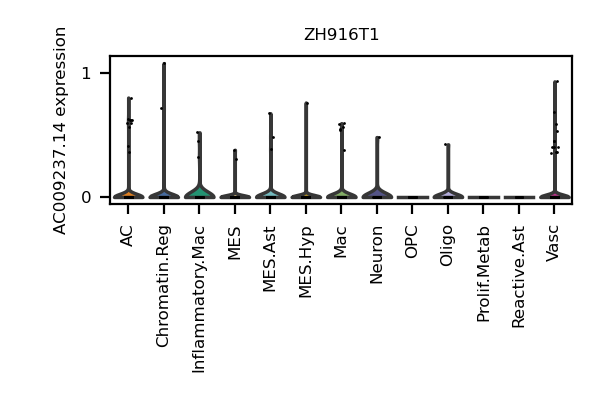 ZH916T1
AC009237.14 expression
1
0
AC
Chromatin.Reg
Inflammatory.Mac
MES
MES.Ast
MES.Hyp
Mac
Neuron
OPC
Oligo
Prolif.Metab
Reactive.Ast
Vasc